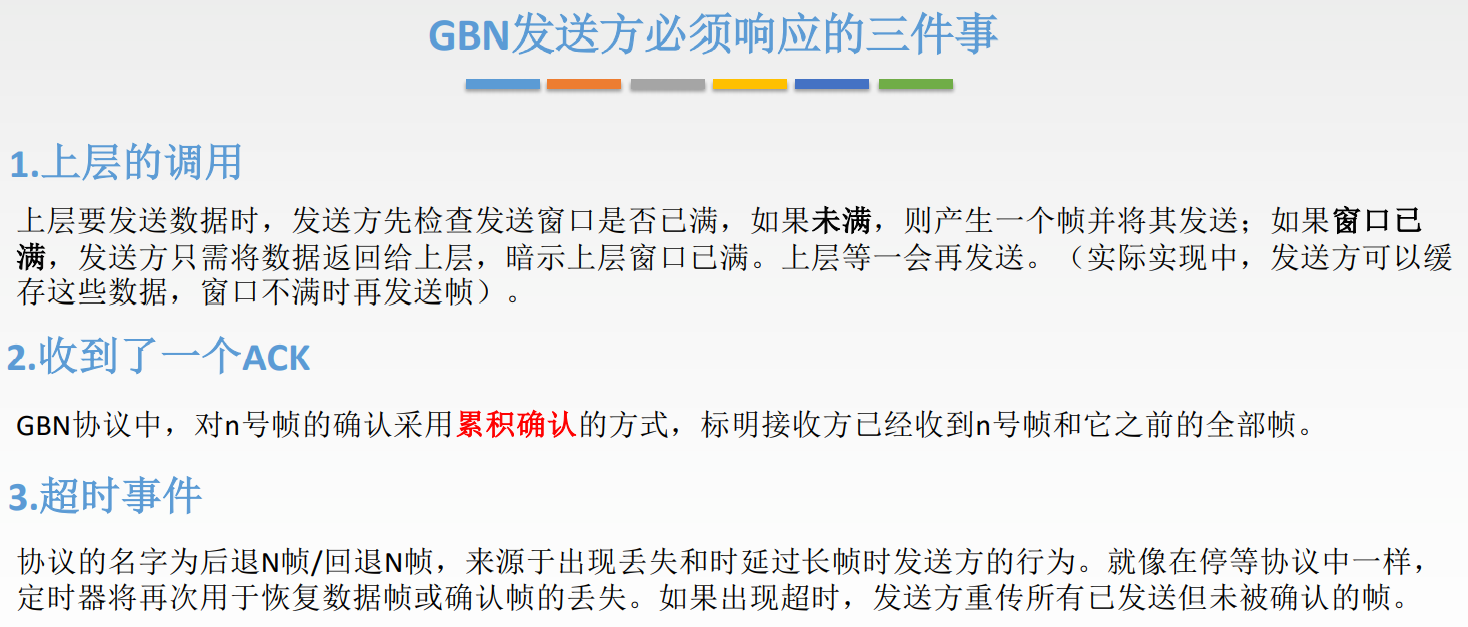 GBN发送方必须响应的三件事
1.上层的调用
上层要发送数据时，发送方先检查发送窗口是否已满，如果未满，则产生一个帧并将其发送；如果窗口已
满，发送方只需将数据返回给上层，暗示上层窗口已满。上层等一会再发送。（实际实现中，发送方可以缓
存这些数据，窗口不满时再发送帧）。
2.收到了一个ACK
GBN协议中，对n号帧的确认采用累积确认的方式，标明接收方已经收到n号帧和它之前的全部帧。
3.超时事件
协议的名字为后退N帧/回退N帧，来源于出现丢失和时延过长帧时发送方的行为。就像在停等协议中一样，
定时器将再次用于恢复数据帧或确认帧的丢失。如果出现超时，发送方重传所有已发送但未被确认的帧。